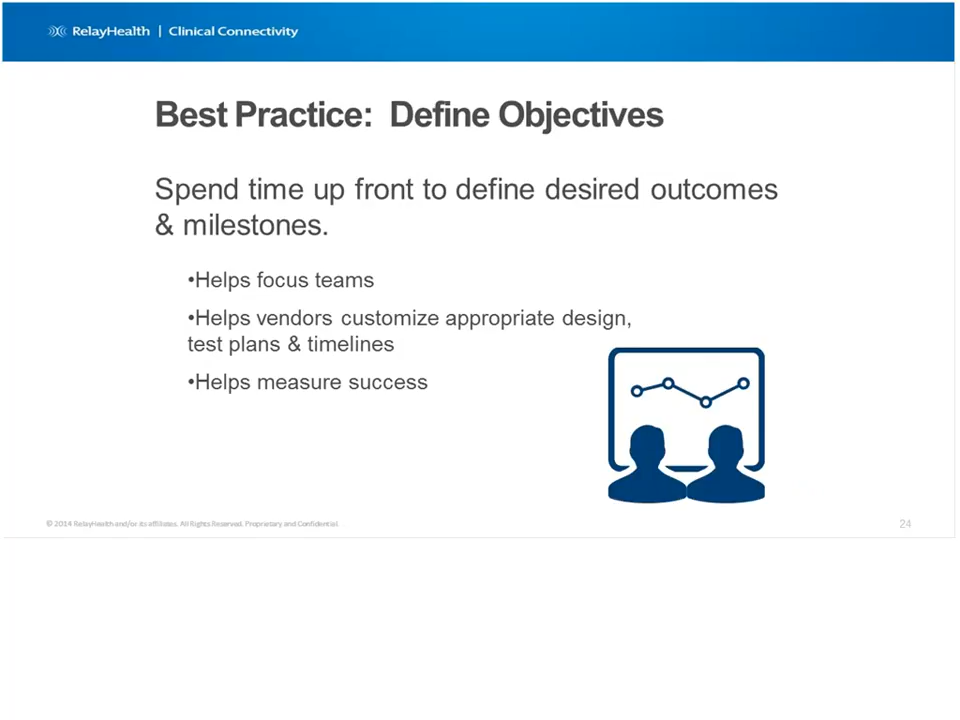 RelayHealth | Clinical Connectivity
Best Practice: Define Objectives
Spend time up front to define desired outcomes
& milestones.
•Helps focus teams
•Helps vendors customize appropriate design,
test plans & timelines
•Helps measure success
© 2014 RelayHealth and/or its affiliates. All Rights Reserved. Proprietary and Confidential.
24